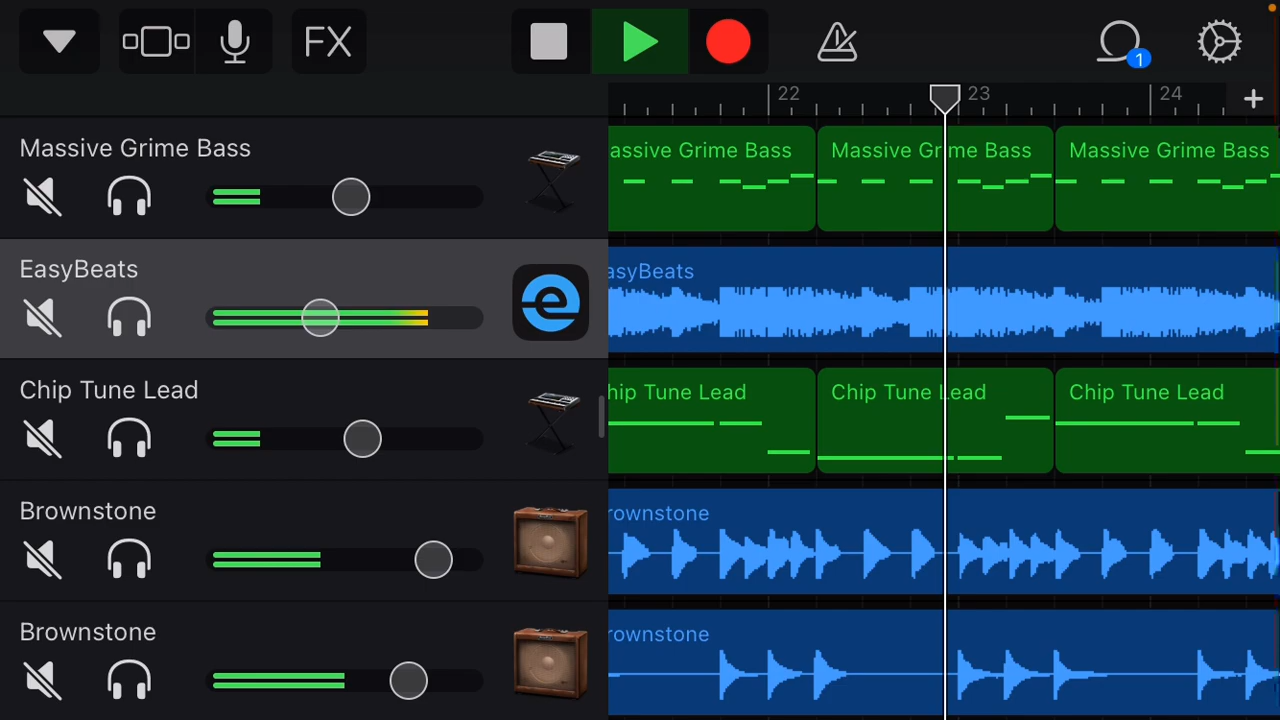 FX
1
22
23
24
+
Massive Grime Bass
assive Grime Bass
Massive Grime Bass
Massive Grime Bass
EasyBeats
e
asyBeats
Chip Tune Lead
hip Tune Lead
Chip Tune Lead
Chip Tune Lead
Brownstone
rownstone
Brownstone
rownstone